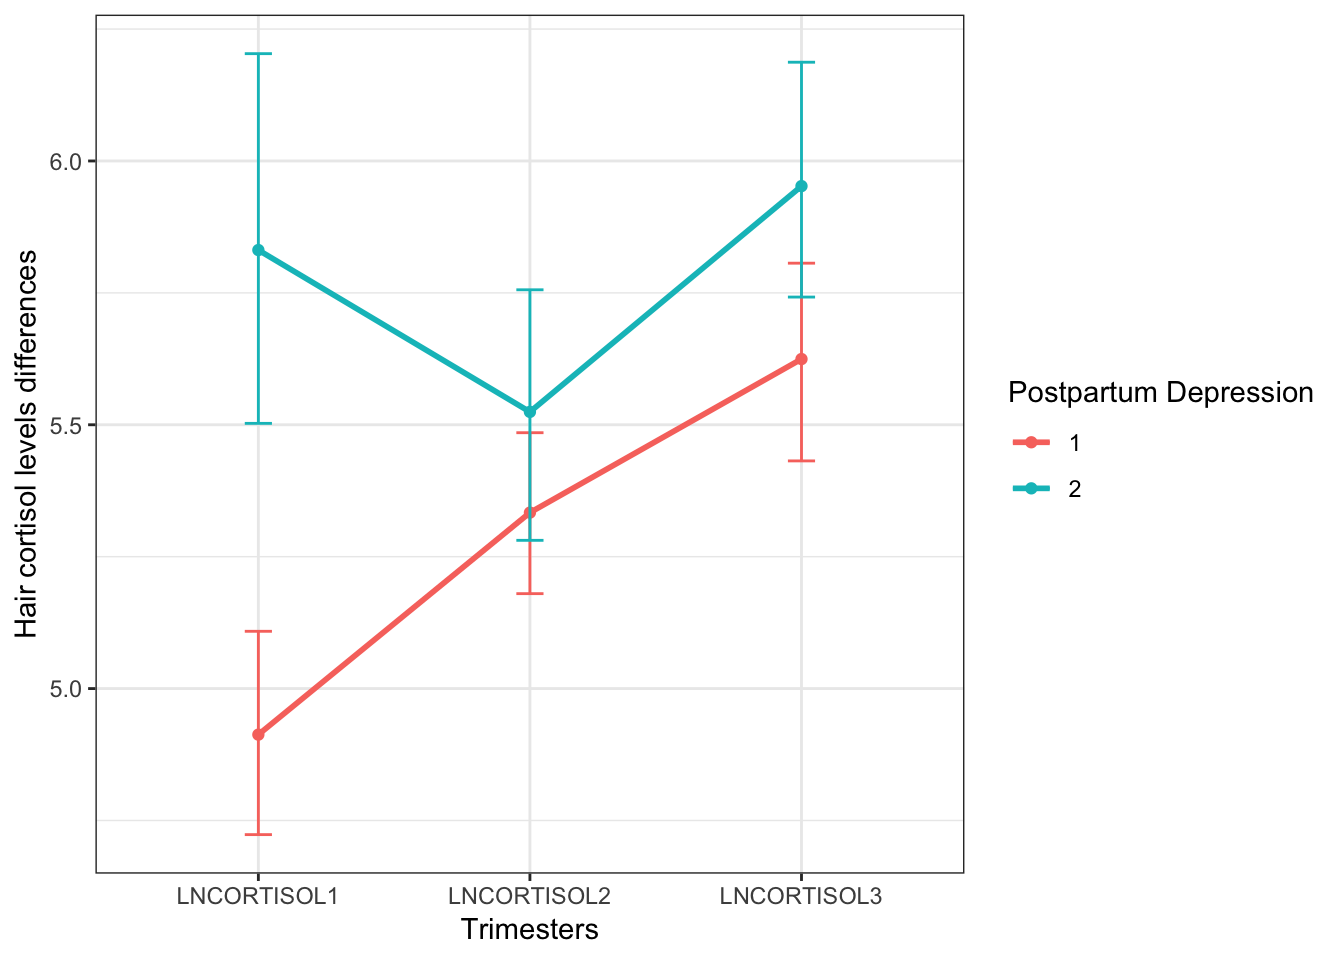 Hair cortisol levels differences
6.0
5.5
5.0
LNCORTISOL1 LNCORTISOL2 LNCORTISOL3
Trimesters
Postpartum Depression
1
2